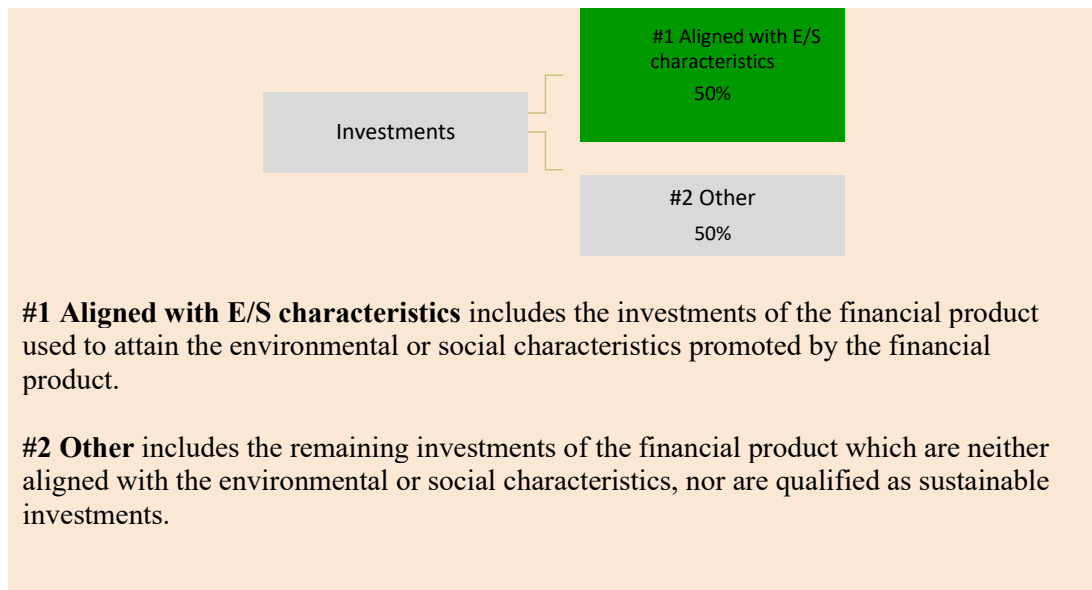 #1 Aligned with E/S
characteristics
50%
Investments
#2 Other
50%
#1 Aligned with E/S characteristics includes the investments of the financial product
used to attain the environmental or social characteristics promoted by the financial
product.
#2 Other includes the remaining investments of the financial product which are neither
aligned with the environmental or social characteristics, nor are qualified as sustainable
investments.